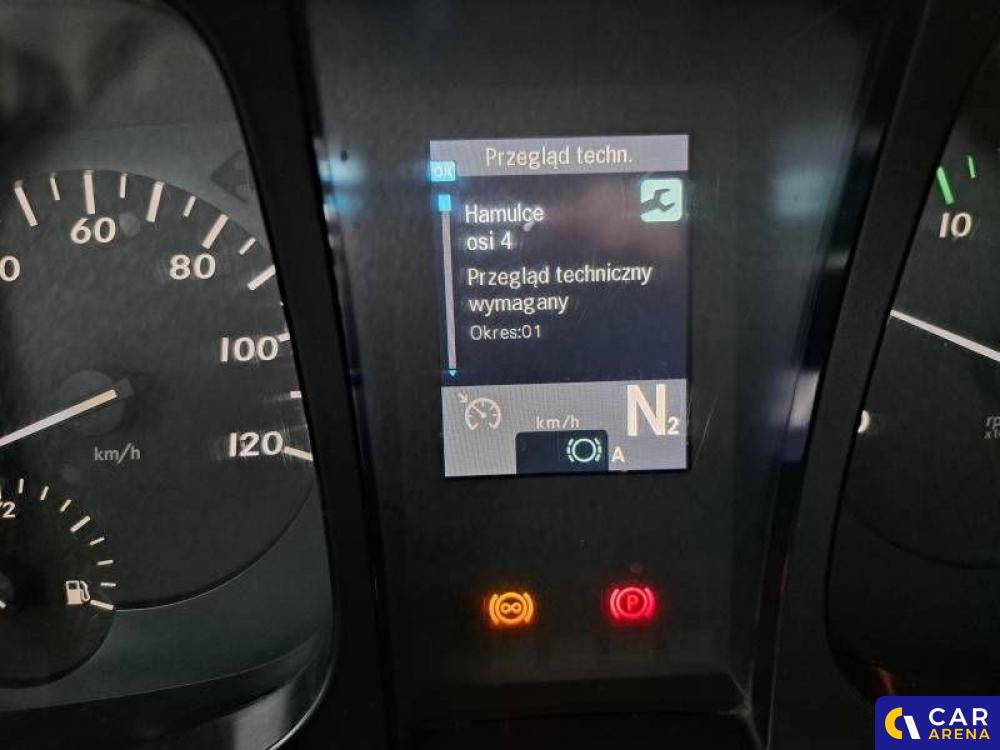 Przegląd techn.
OK
Hamulce
osi 4
Przegląd techniczny
wymagany
Okres:01
km/h
N2
A
60
80
100
120
km/h
10
P
CAR
ARENA